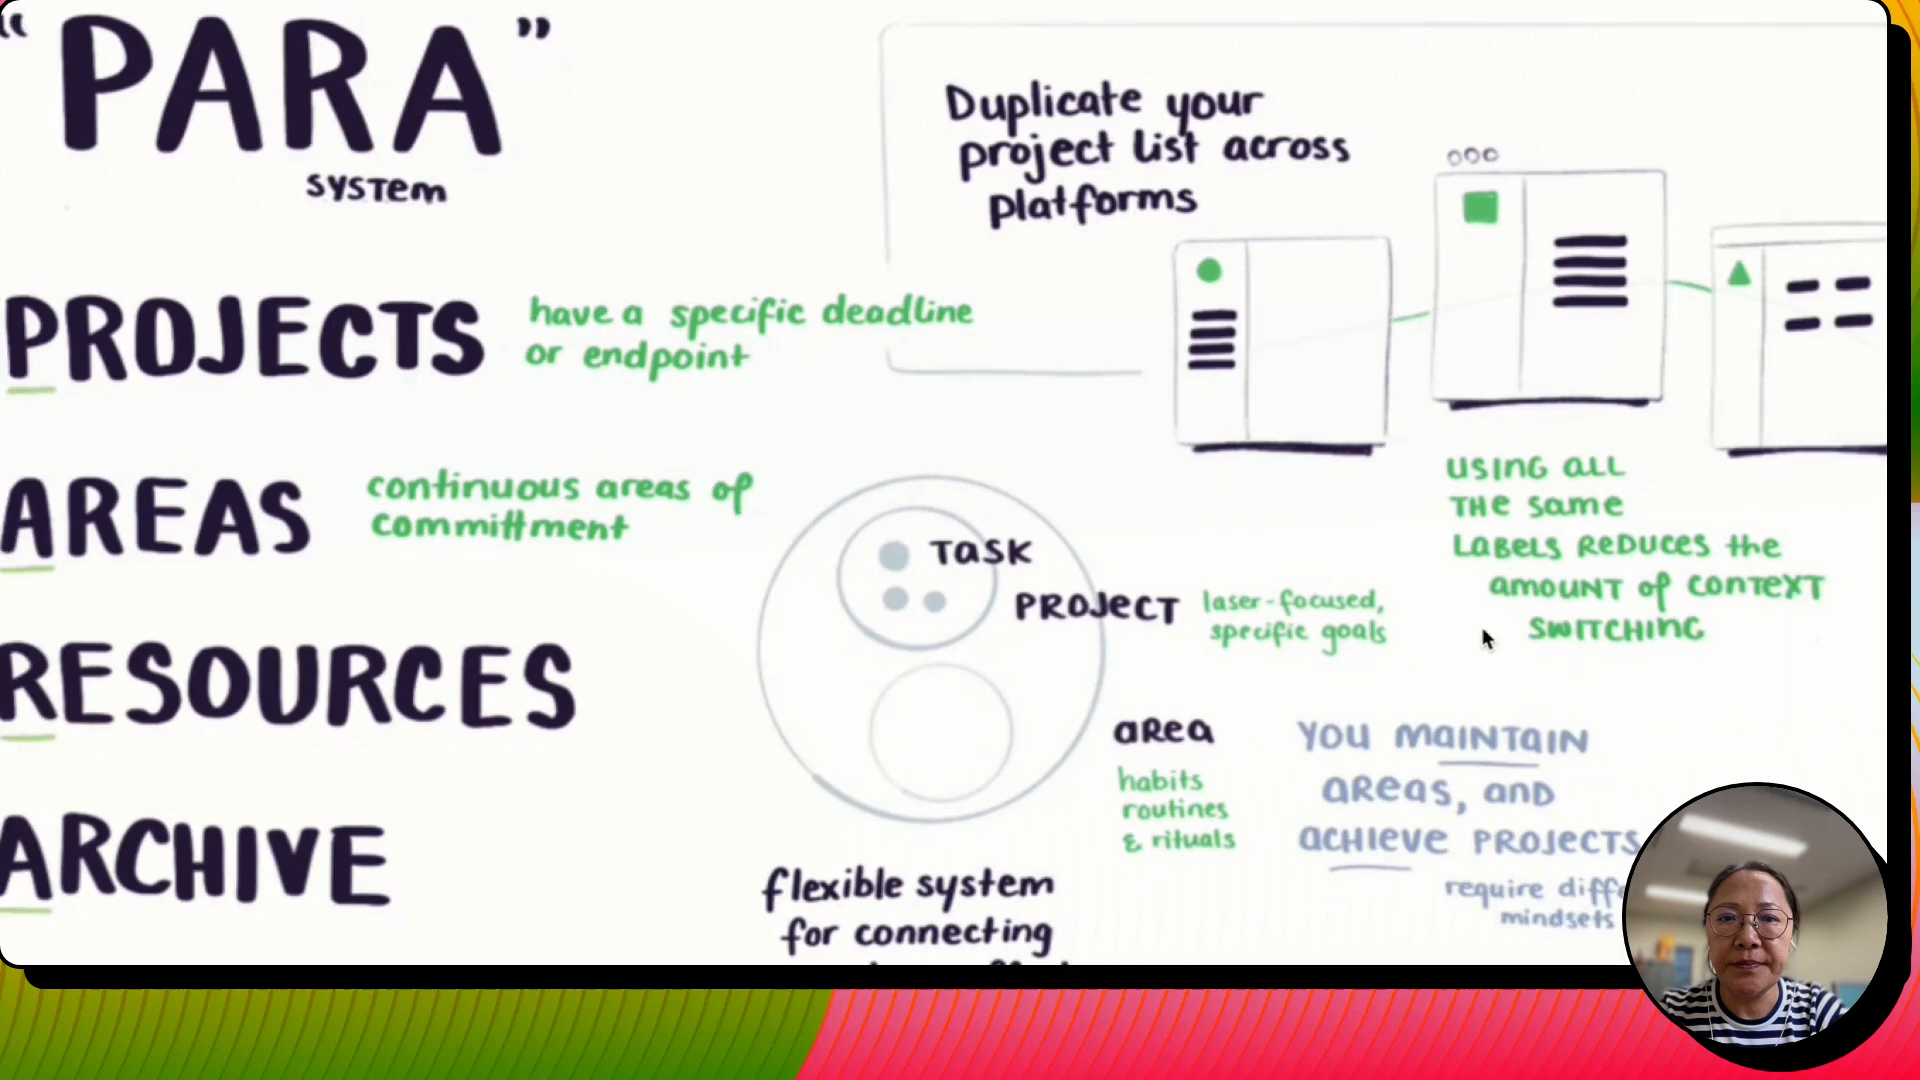 “PARA”
system
PROJECTS
have a specific deadline
or endpoint
AREAS
continuous areas of
committment
RESOURCES
ARCHIVE
Duplicate your
project list across
platforms
USING ALL
THE same
LABELS REDUCES the
AMOUNT of CONTEXT
SWITCHING
TASK
PROJECT
laser-focused,
specific goals
AREA
habits
routines
& rituals
YOU MAINTAIN
AREAS, and
ACHIEVE PROJECTS
require
mindsets
flexible system
for connecting